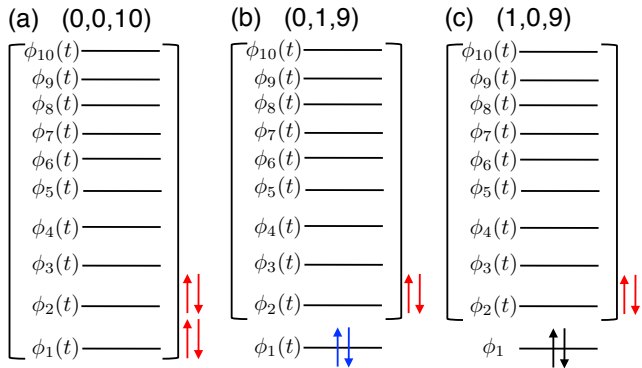 (a) (0,0,10)
ϕ₁₀(t)
ϕ₉(t)
ϕ₈(t)
ϕ₇(t)
ϕ₆(t)
ϕ₅(t)
ϕ₄(t)
ϕ₃(t)
ϕ₂(t)
ϕ₁(t)
(b) (0,1,9)
ϕ₁₀(t)
ϕ₉(t)
ϕ₈(t)
ϕ₇(t)
ϕ₆(t)
ϕ₅(t)
ϕ₄(t)
ϕ₃(t)
ϕ₂(t)
ϕ₁(t)
(c) (1,0,9)
ϕ₁₀(t)
ϕ₉(t)
ϕ₈(t)
ϕ₇(t)
ϕ₆(t)
ϕ₅(t)
ϕ₄(t)
ϕ₃(t)
ϕ₂(t)
ϕ₁